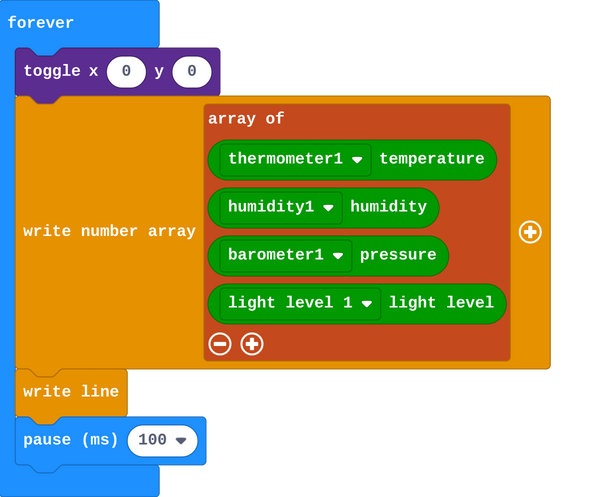 forever
toggle x 0 y 0
array of
thermometer1 temperature
humidity1 humidity
write number array
barometer1 pressure
light level 1 light level
write line
pause (ms) 100